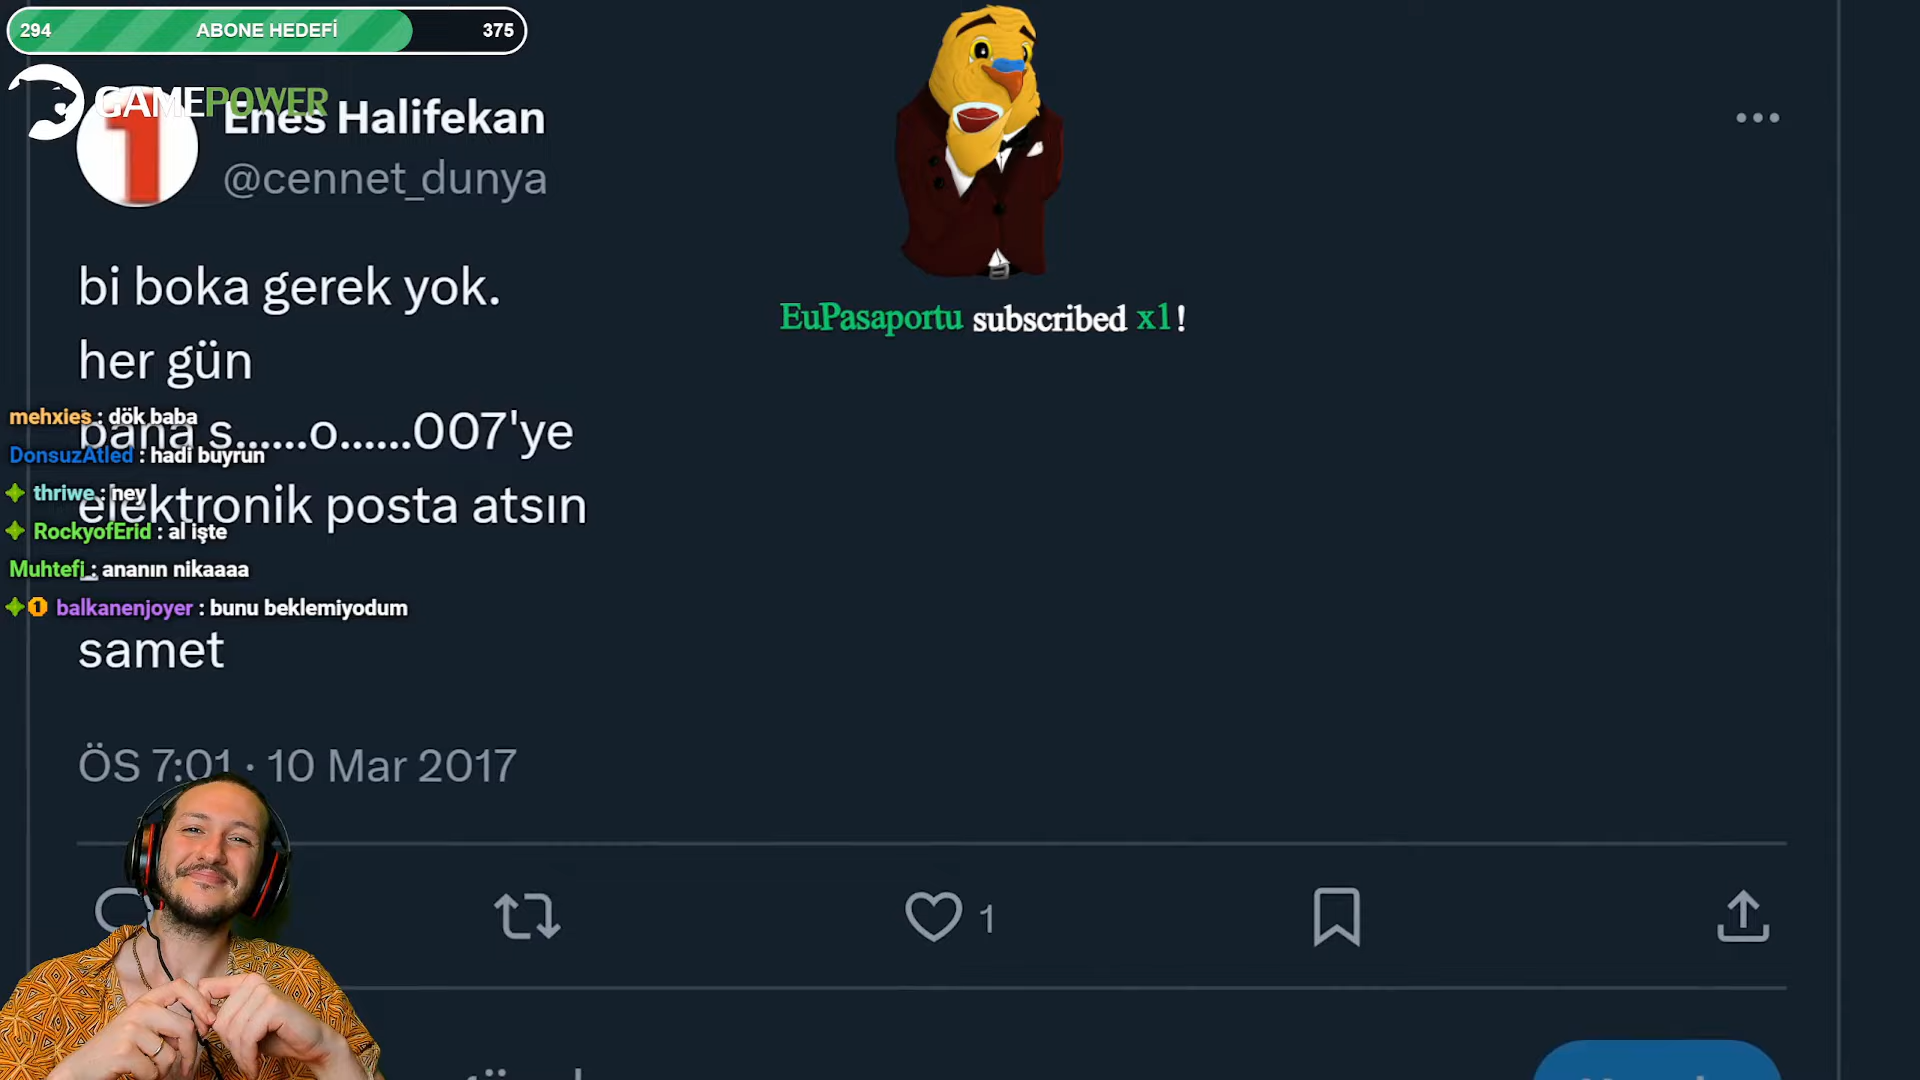 294 ABONE HEDEFİ 375
GAMEPOWER
Enes Halifekan
@cennet_dunya
EuPasaportu subscribed x1!
bi boka gerek yok.
her gün
bana s......o......007'ye
elektronik posta atsın
samet
mehxies : dök baba
DonsuzAtled : hadi buyrun
thriwe : ney
RockyofErid : al işte
Muhtefi_ : ananın nikaaaa
1 balkanenjoyer : bunu beklemiyodum
ÖS 7:01 · 10 Mar 2017
1